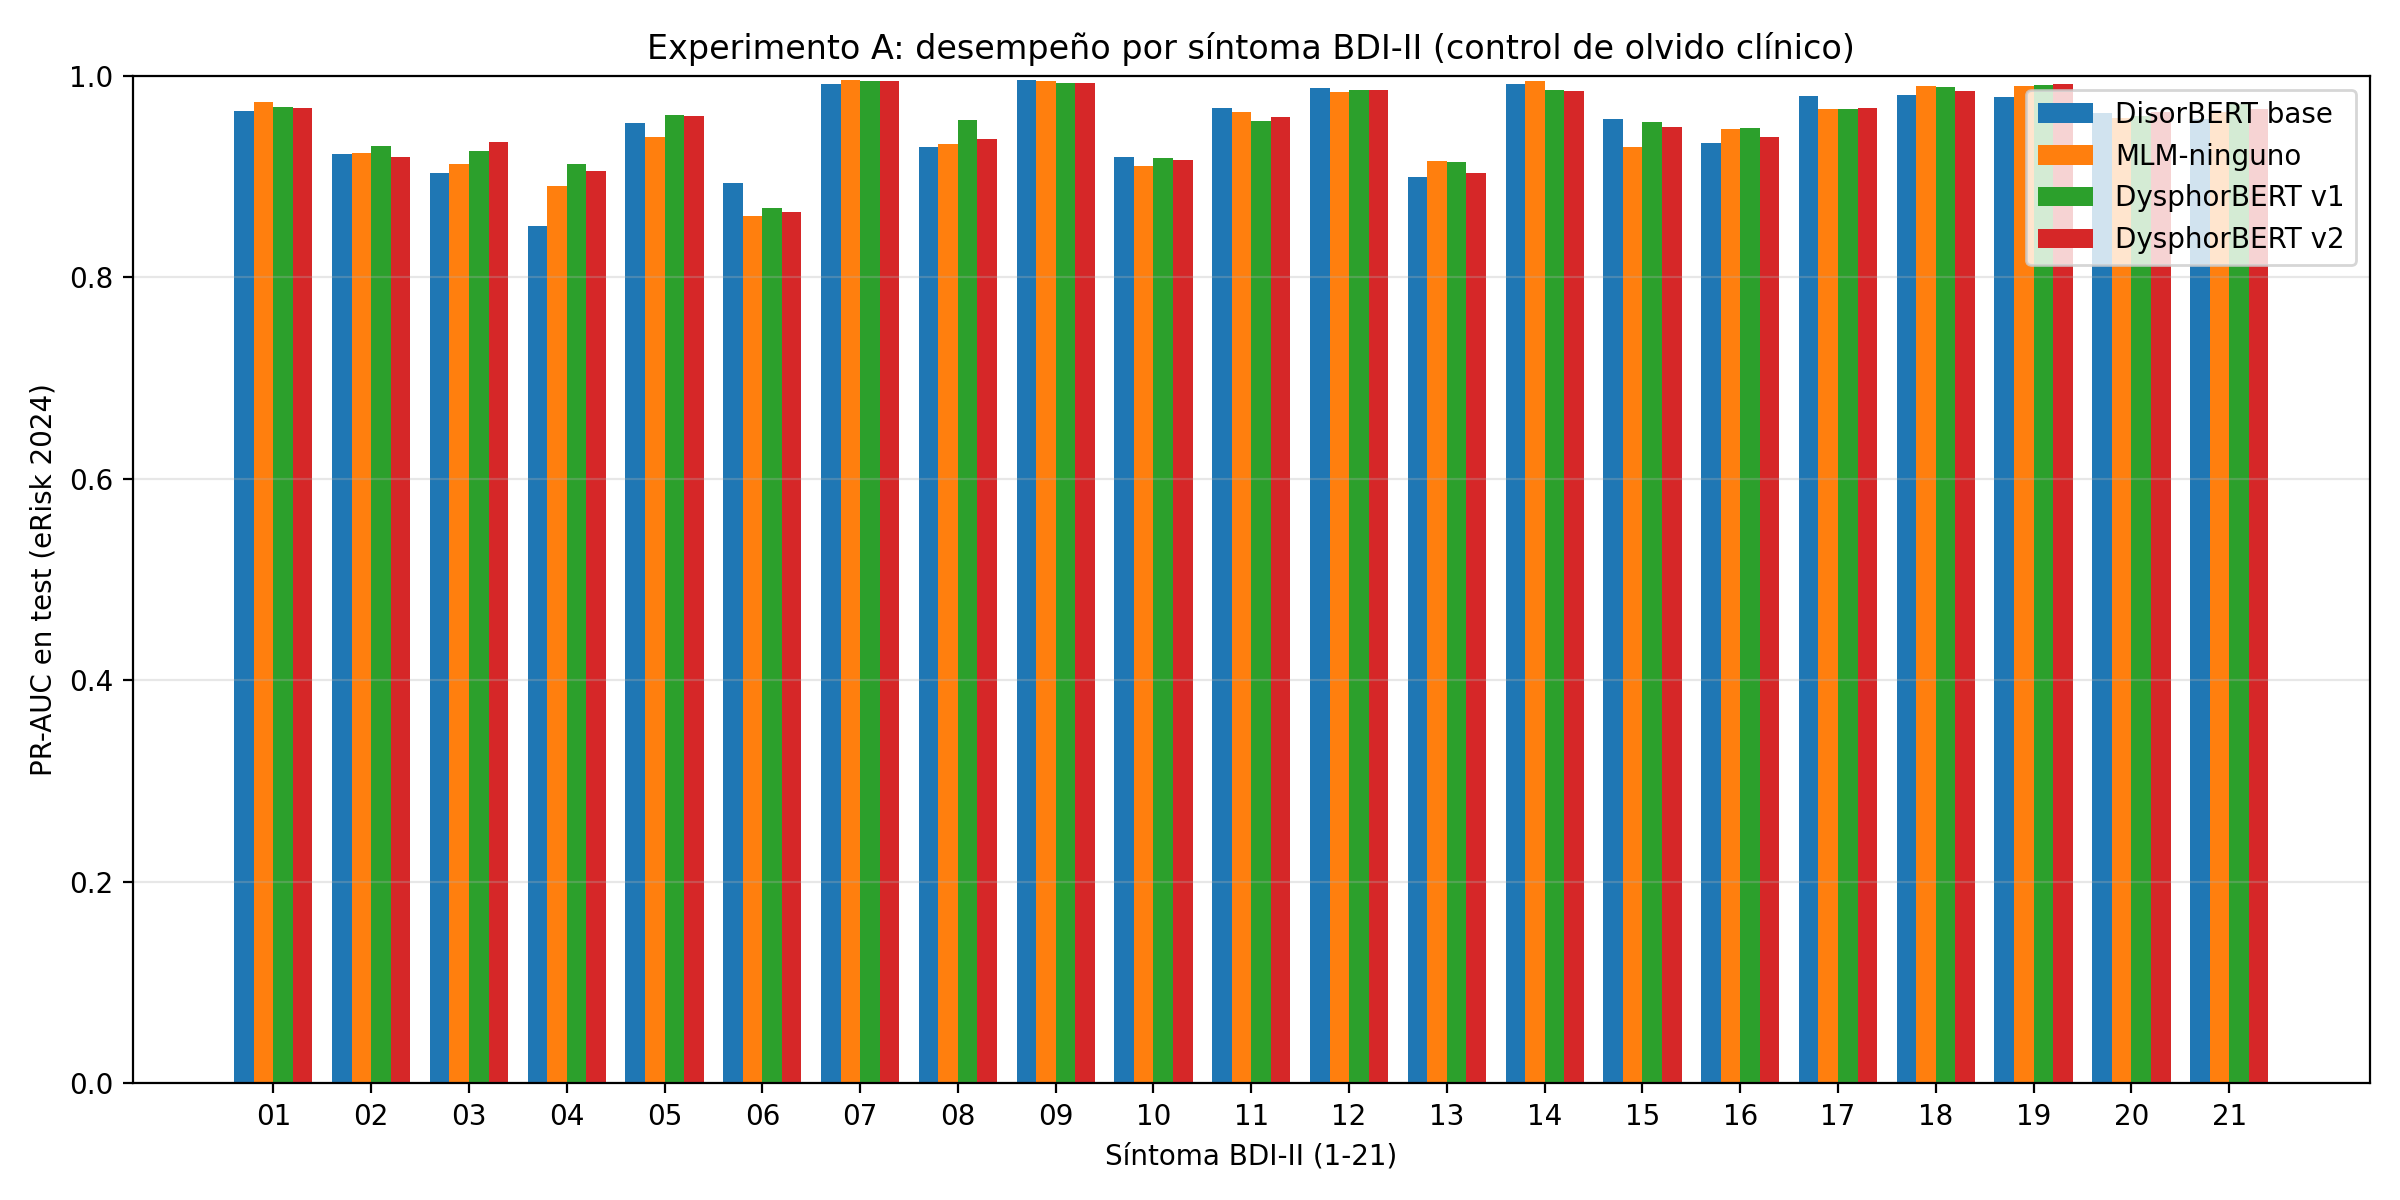 Experimento A: desempeño por síntoma BDI-II (control de olvido clínico)
PR-AUC en test (eRisk 2024)
1.0
0.8
0.6
0.4
0.2
0.0
DisorBERT base
MLM-ninguno
DysphorBERT v1
DysphorBERT v2
01 02 03 04 05 06 07 08 09 10 11 12 13 14 15 16 17 18 19 20 21
Síntoma BDI-II (1-21)